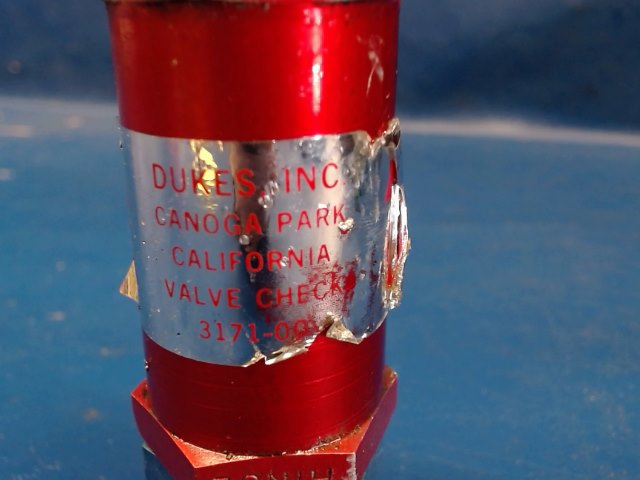 DUKES, INC
CANOGA PARK
CALIFORNIA
VALVE CHECK
3171-00